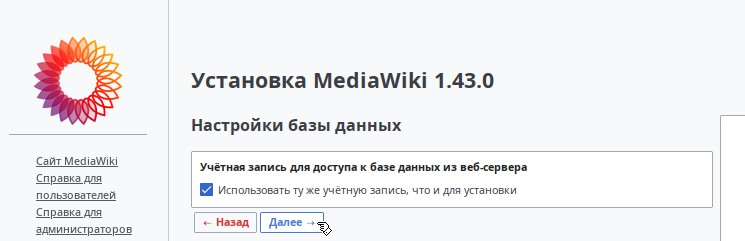 Установка MediaWiki 1.43.0
Настройки базы данных
Учётная запись для доступа к базе данных из веб-сервера
Использовать ту же учётную запись, что и для установки
← Назад
Далее →
Сайт MediaWiki
Справка для
пользователей
Справка для
администраторов